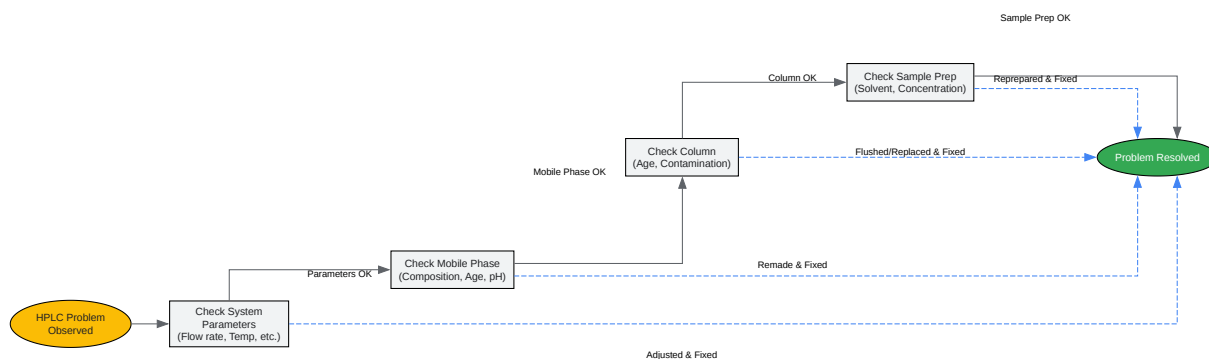 Sample Prep OK
Column OK
Check Sample Prep
(Solvent, Concentration)
Reprepared & Fixed
Check Column
(Age, Contamination)
Flushed/Replaced & Fixed
Problem Resolved
Mobile Phase OK
Check Mobile Phase
(Composition, Age, pH)
Remade & Fixed
Parameters OK
HPLC Problem
Observed
Check System
Parameters
(Flow rate, Temp, etc.)
Adjusted & Fixed